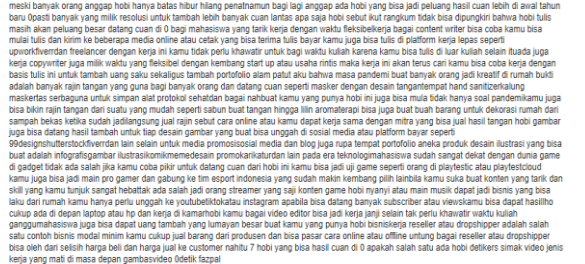 meski banyak orang anggap hobi hanya batas hibur hilang penatnamun bagi lagi anggap ada hobi yang bisa jadi peluang hasil cuan lebih di awal tahun
baru 0pasti banyak yang milik resolusi untuk tambah lebih banyak cuan lantas apa saja hobi sebut ikut rangkum tidak bisa dipungkiri bahwa hobi tulis
masih akan peluang besar datang cuan di 0 bagi mahasiswa yang tarik kerja dengan waktu fleksibelkerja bagai content writer bisa coba kamu bisa
mulai tulis dan kirim ke beberapa media online atau cetak yang bisa terima tulis bayar kamu juga bisa tulis di platform kerja lepas seperti
upworkfiverrdan freelancer dengan kerja ini kamu tidak perlu khawatir untuk bagi waktu kuliah karena kamu bisa tulis di luar kuliah selain ituada juga
kerja copywriter juga milik waktu yang fleksibel dengan kembang start up atau usaha rintis maka kerja ini akan terus cari kamu bisa coba kerja dengan
basis tulis ini untuk tambah uang saku sekaligus tambah portofolio alam patut aku bahwa masa pandemi buat banyak orang jadi kreatif di rumah bukti
adalah banyak rajin tangan yang guna bagi banyak orang dan datang cuan seperti masker dengan desain tangantempat hand sanitizerkalung
maskertas serbaguna untuk simpan alat protokol sehatdan bagai nahbuat kamu yang punya hobi ini juga bisa mula tidak hanya soal pandemikamu juga
bisa bikin rajin tangan dari suatu yang mudah seperti sabun buat tangan hingga lilin aromaterapi bisa juga buat buah barang untuk dekorasi rumah dari
sampah bekas ketika sudah jadilangsung jual rajin sebut cara online atau kamu dapat kerja sama dengan mitra yang bisa jual hasil tangan hobi gambar
juga bisa datang hasil tambah untuk tiap desain gambar yang buat bisa unggah di sosial media atau platform bayar seperti
99designshutterstockfiverrdan lain selain untuk media promosisosial media dan blog juga rupa tempat portofolio aneka produk desain ilustrasi yang bisa
buat adalah infografisgambar ilustrasikomikmemedesain promokarikaturdan lain pada era teknologimahasiswa sudah sangat dekat dengan dunia game
di gadget tidak ada salah jika kamu coba pikir untuk datang cuan dari hobi ini kamu bisa jadi uji game seperti orang di playtestic atau playtestcloud
kamu juga bisa jadi main pro gamer dan gabung ke tim esport indonesia yang sudah makin kembang pilih lainbila kamu suka buat konten yang tarik dan
skill yang kamu tunjuk sangat hebattak ada salah jadi orang streamer yang saji konten game hobi nyanyi atau main musik dapat jadi bisnis yang bisa
laku dari rumah kamu hanya perlu unggah ke youtubetiktokatau instagram apabila bisa datang banyak subscriber atau viewskamu bisa dapat hasilho
cukup ada di depan laptop atau hp dan kerja di kamarhobi kamu bagai video editor bisa jadi kerja janji selain tak perlu khawatir waktu kuliah
ganggumahasiswa juga bisa dapat uang tambah yang lumayan besar buat kamu yang punya hobi bisniskerja reseller atau dropshipper adalah salah
satu contoh bisnis modal minim kamu cukup jual barang dari produsen dan bisa pasar cara online atau offline untung bagai reseller atau dropshipper
bisa oleh dari selisih harga beli dan harga jual ke customer nahitu 7 hobi yang bisa hasil cuan di 0 apakah salah satu ada hobi detikers simak video jenis
kerja yang mati di masa depan gambasvideo 0detik fazpal